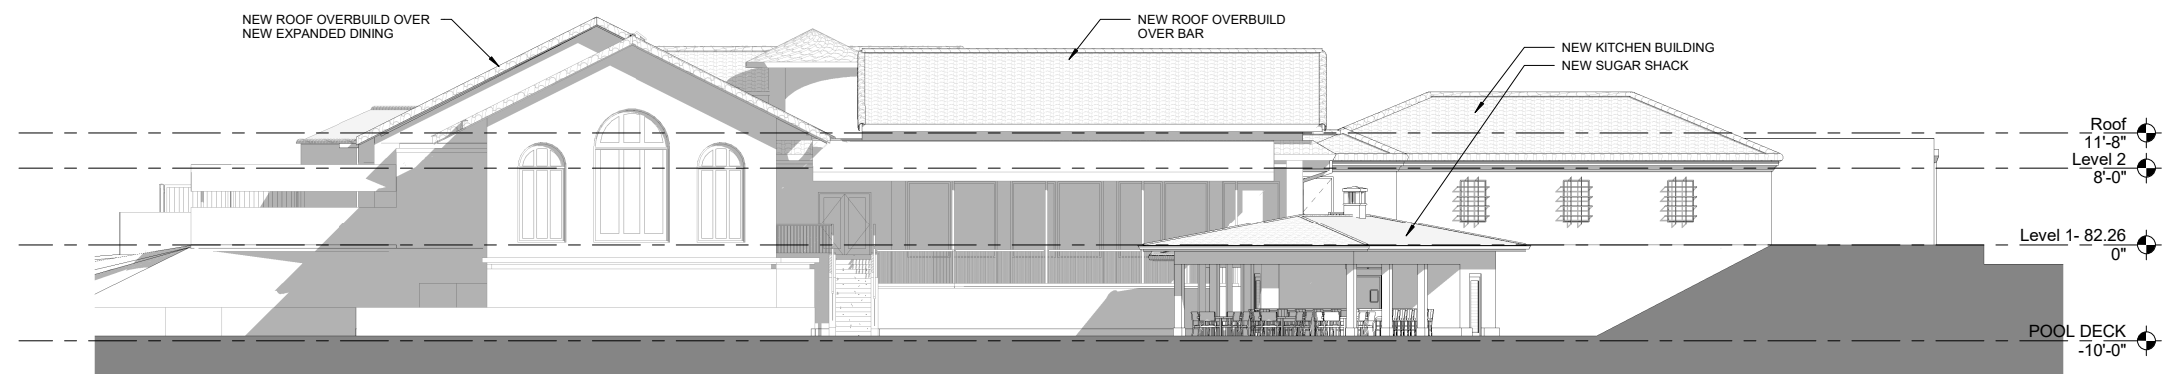 NEW ROOF OVERBUILD OVER
NEW EXPANDED DINING
NEW ROOF OVERBUILD
OVER BAR
NEW KITCHEN BUILDING
NEW SUGAR SHACK
Roof
11'-8"
Level 2
8'-0"
Level 1- 82.26
0"
POOL DECK
-10'-0"